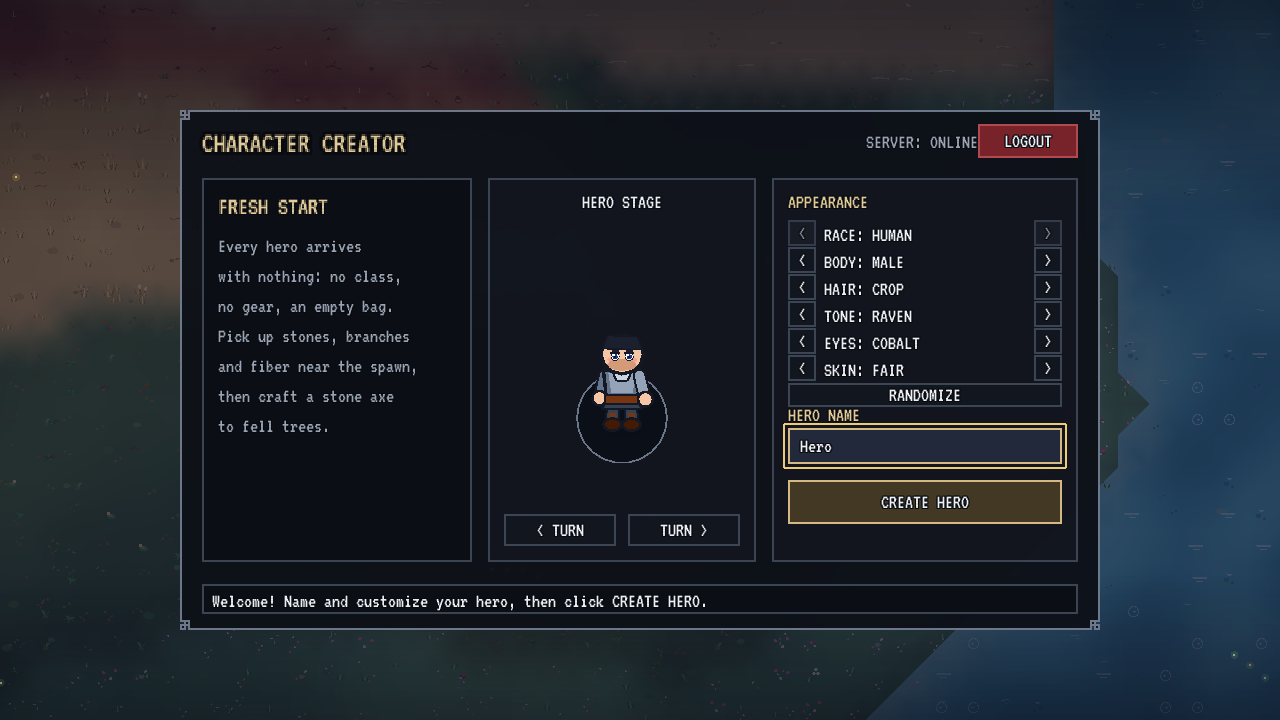 CHARACTER CREATOR
SERVER: ONLINE
LOGOUT
FRESH START
Every hero arrives
with nothing: no class,
no gear, an empty bag.
Pick up stones, branches
and fiber near the spawn,
then craft a stone axe
to fell trees.
HERO STAGE
< TURN
TURN >
APPEARANCE
< RACE: HUMAN >
< BODY: MALE >
< HAIR: CROP >
< TONE: RAVEN >
< EYES: COBALT >
< SKIN: FAIR >
RANDOMIZE
HERO NAME
Hero
CREATE HERO
Welcome! Name and customize your hero, then click CREATE HERO.